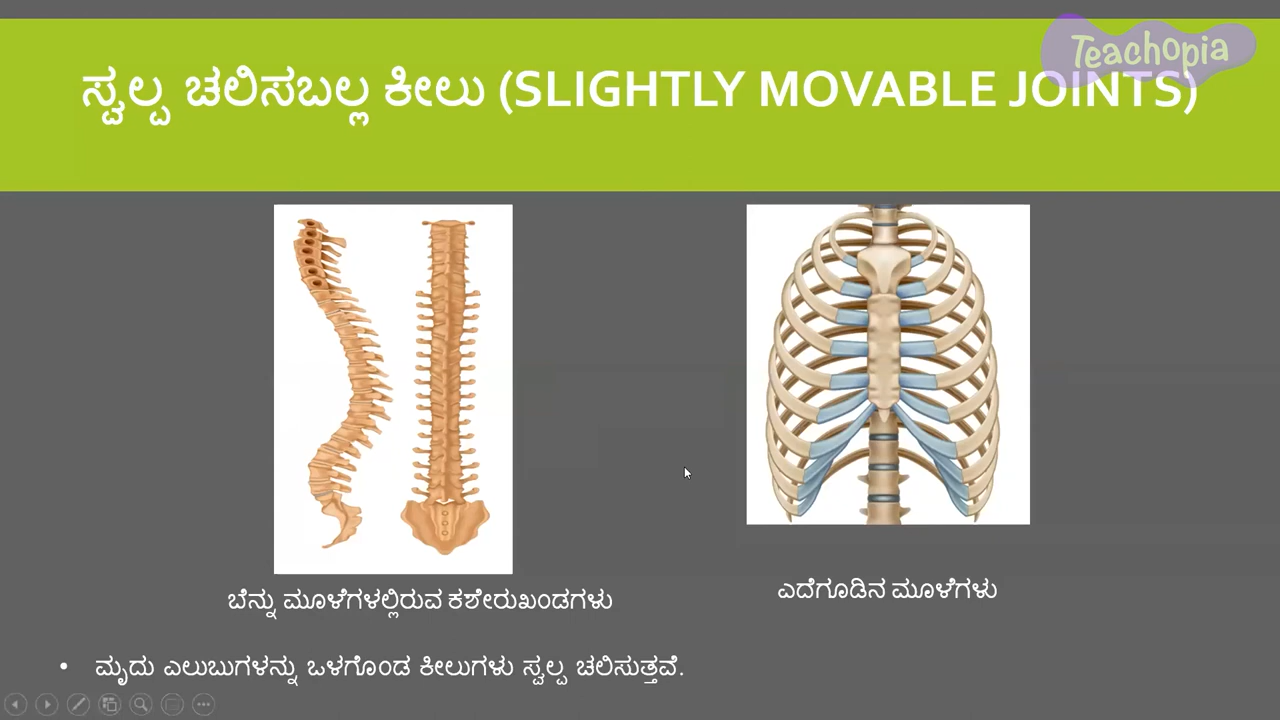 Teachopia
ಸ್ವಲ್ಪ ಚಲಿಸಬಲ್ಲ ಕೀಲು (SLIGHTLY MOVABLE JOINTS)
ಬೆನ್ನು ಮೂಳೆಗಳಲ್ಲಿರುವ ಕಶೇರುಖಂಡಗಳು
ಎದೆಗೂಡಿನ ಮೂಳೆಗಳು
• ಮೃದು ಎಲುಬುಗಳನ್ನು ಒಳಗೊಂಡ ಕೀಲುಗಳು ಸ್ವಲ್ಪ ಚಲಿಸುತ್ತವೆ.